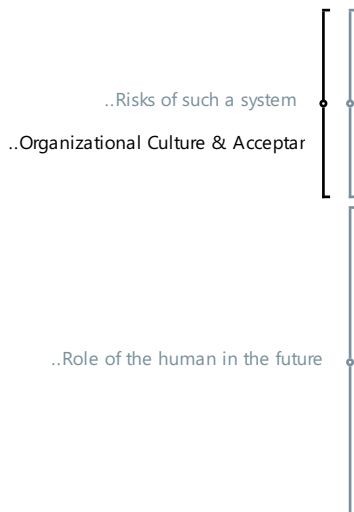 ..Risks of such a system
..Organizational Culture & Acceptar
..Role of the human in the future